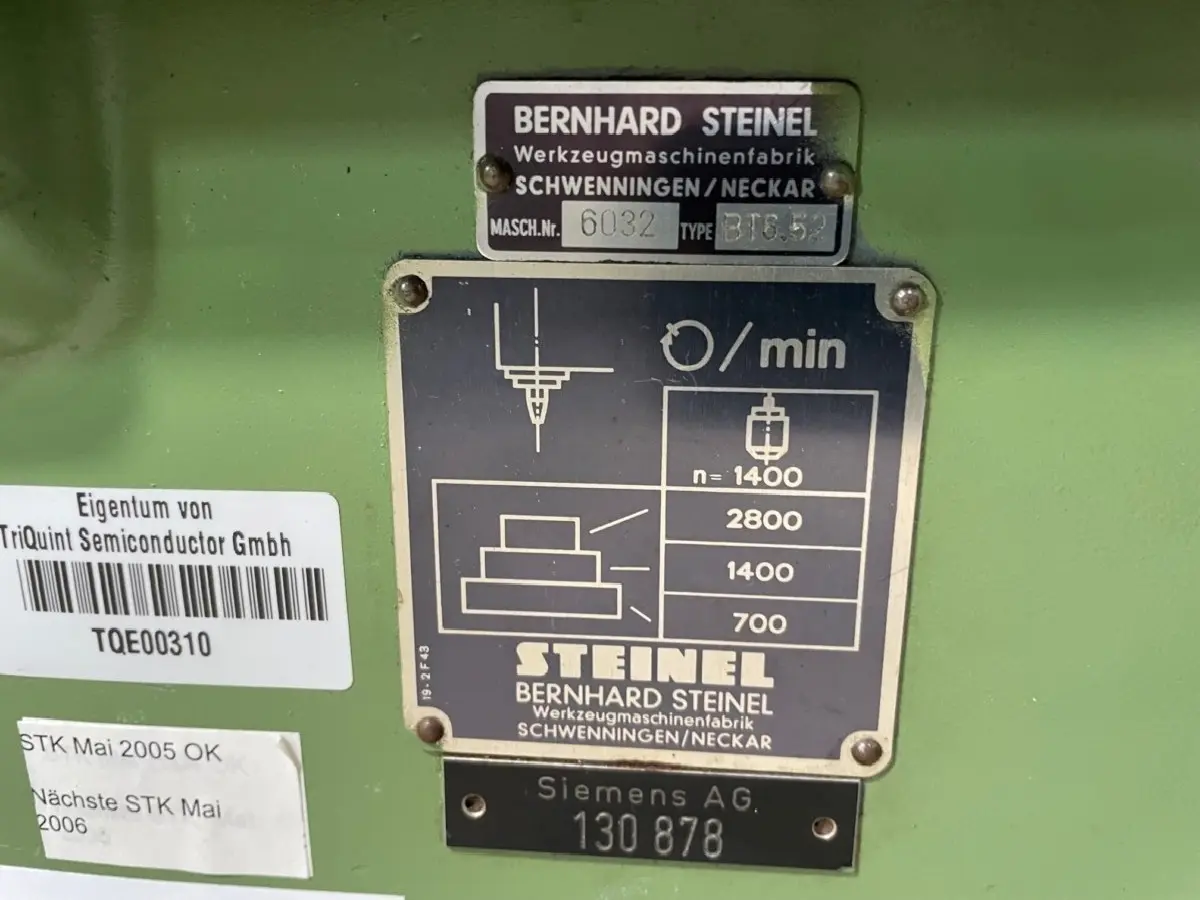 BERNHARD STEINEL
Werkzeugmaschinenfabrik
SCHWENNINGEN/NECKAR
MASCH.Nr. 6032 TYPE BT6.52
/ min
n= 1400
2800
1400
700
19-2 F 43
STEINEL
BERNHARD STEINEL
Werkzeugmaschinenfabrik
SCHWENNINGEN/NECKAR
Siemens AG.
130 878
Eigentum von
TriQuint Semiconductor Gmbh
TQE00310
STK Mai 2005 OK
Nächste STK Mai
2006